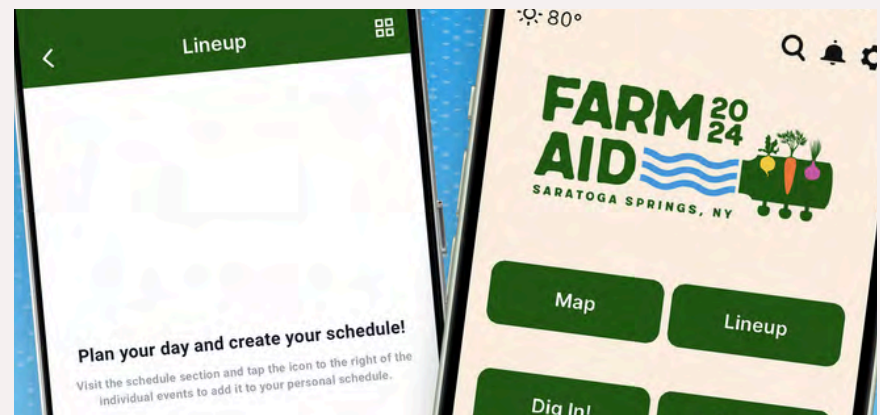 Lineup
Plan your day and create your schedule!
Visit the schedule section and tap the icon to the right of the
individual events to add it to your personal schedule.
80°
FARM 2024
AID
SARATOGA SPRINGS, NY
Map
Lineup
Dig In!